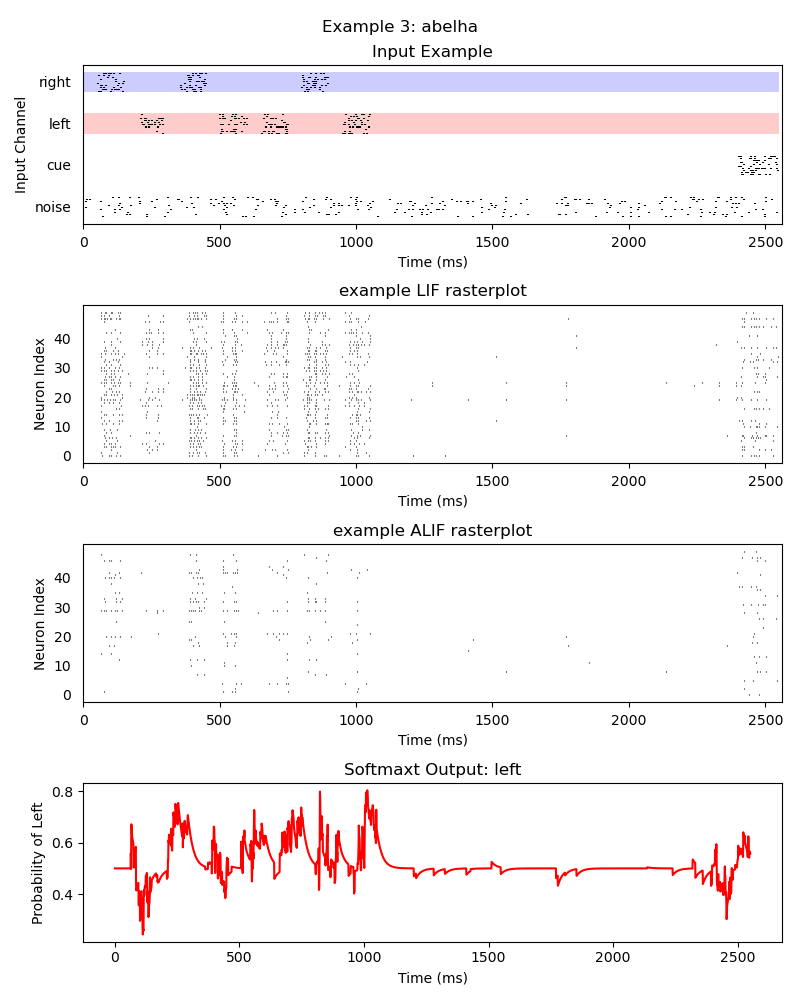 Example 3: abelha
Input Example
Input Channel
right
left
cue
noise
0 500 1000 1500 2000 2500
Time (ms)
example LIF rasterplot
Neuron Index
40
30
20
10
0
0 500 1000 1500 2000 2500
Time (ms)
example ALIF rasterplot
Neuron Index
40
30
20
10
0
0 500 1000 1500 2000 2500
Time (ms)
Softmaxt Output: left
Probability of Left
0.8
0.6
0.4
0 500 1000 1500 2000 2500
Time (ms)